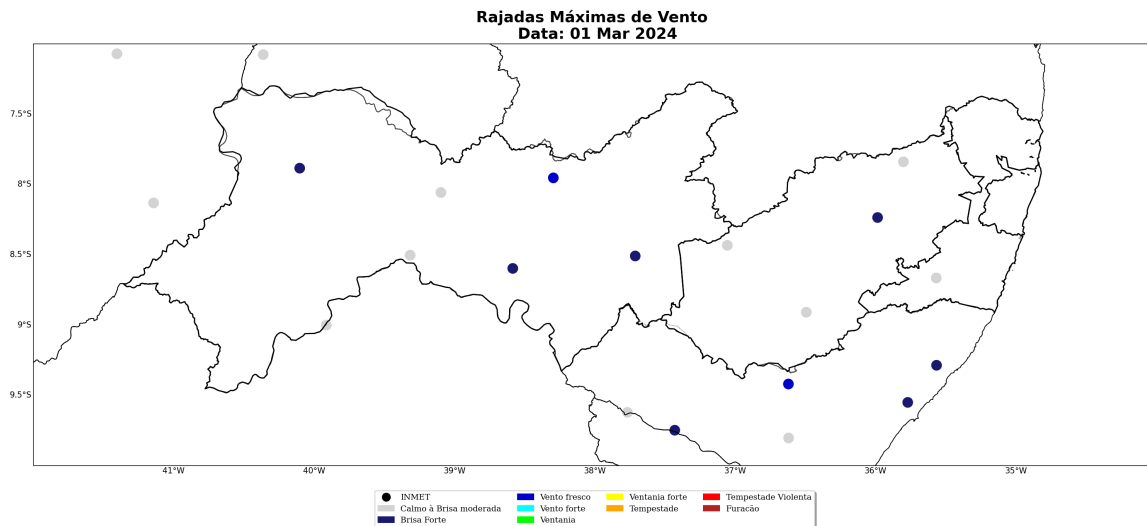 Rajadas Máximas de Vento
Data: 01 Mar 2024
7.5°S
8°S
8.5°S
9°S
9.5°S
41°W
40°W
39°W
38°W
37°W
36°W
35°W
INMET
Calmo à Brisa moderada
Brisa Forte
Vento fresco
Vento forte
Ventania
Ventania forte
Tempestade
Tempestade Violenta
Furacão